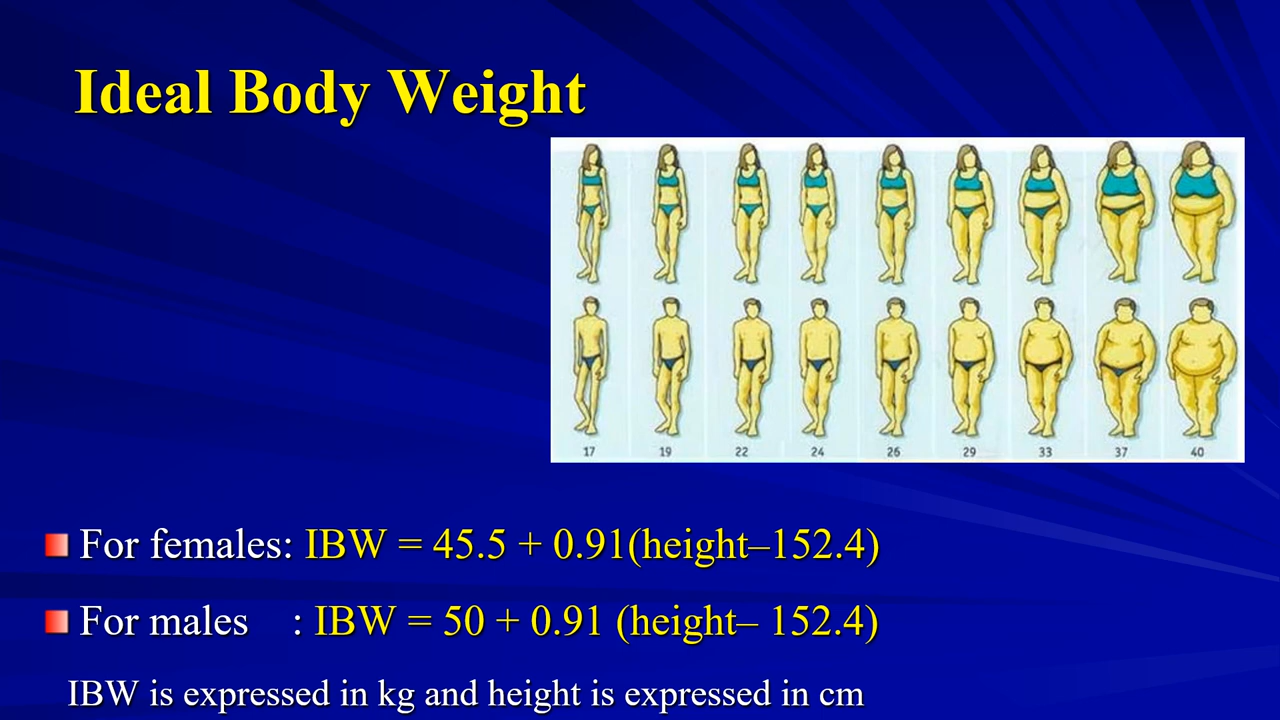 Ideal Body Weight
17 19 22 24 26 29 33 37 40
For females: IBW = 45.5 + 0.91(height–152.4)
For males : IBW = 50 + 0.91 (height– 152.4)
IBW is expressed in kg and height is expressed in cm